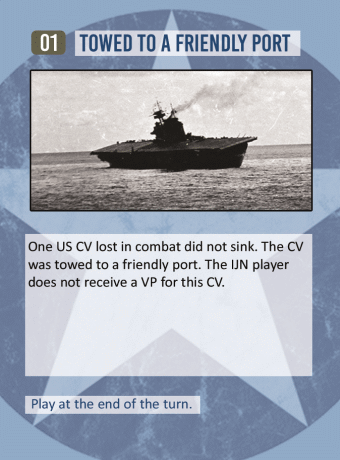 01 TOWED TO A FRIENDLY PORT
One US CV lost in combat did not sink. The CV
was towed to a friendly port. The IJN player
does not receive a VP for this CV.
Play at the end of the turn.